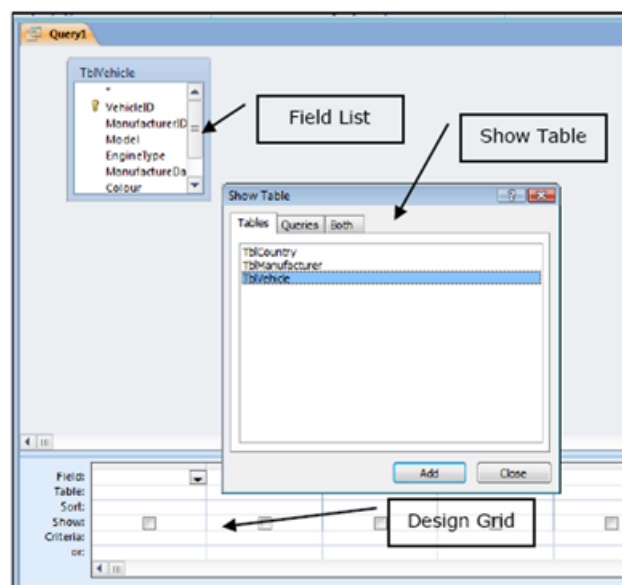 Query1
TblVehicle
*
VehicleID
ManufacturerID
Model
EngineType
ManufactureDa
Colour
Field List
Show Table
Show Table
Tables Queries Both
TblCountry
TblManufacturer
TblVehicle
Add Close
Field:
Table:
Sort:
Show:
Criteria:
or:
Design Grid